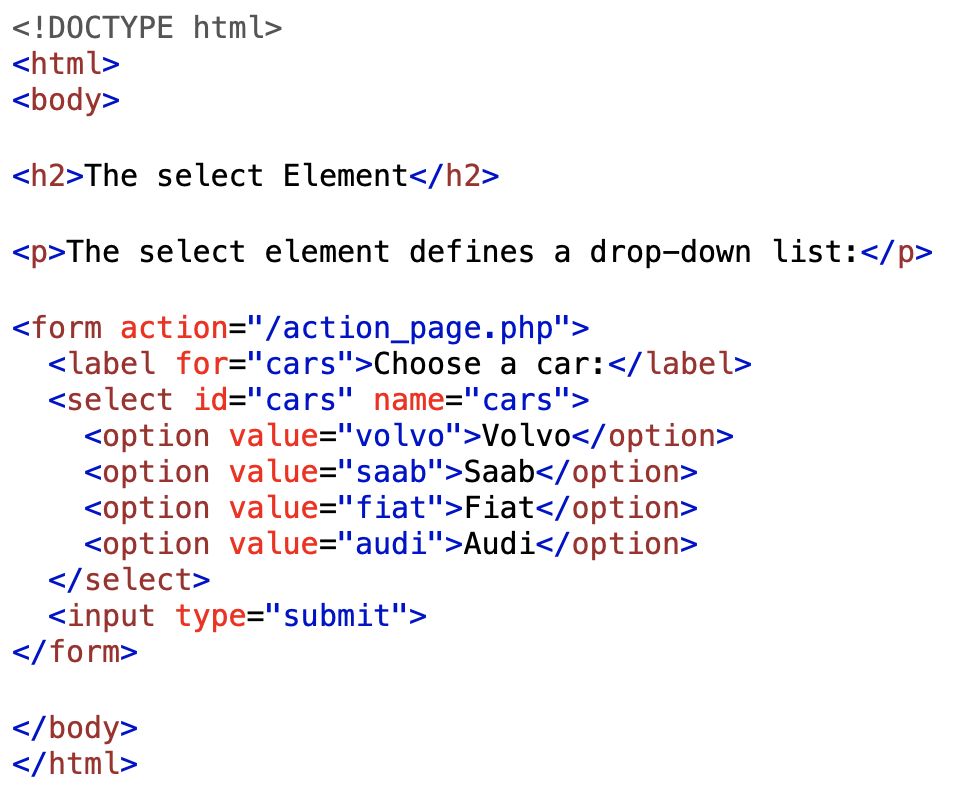 <!DOCTYPE html>
<html>
<body>

<h2>The select Element</h2>

<p>The select element defines a drop-down list:</p>

<form action="/action_page.php">
  <label for="cars">Choose a car:</label>
  <select id="cars" name="cars">
    <option value="volvo">Volvo</option>
    <option value="saab">Saab</option>
    <option value="fiat">Fiat</option>
    <option value="audi">Audi</option>
  </select>
  <input type="submit">
</form>

</body>
</html>